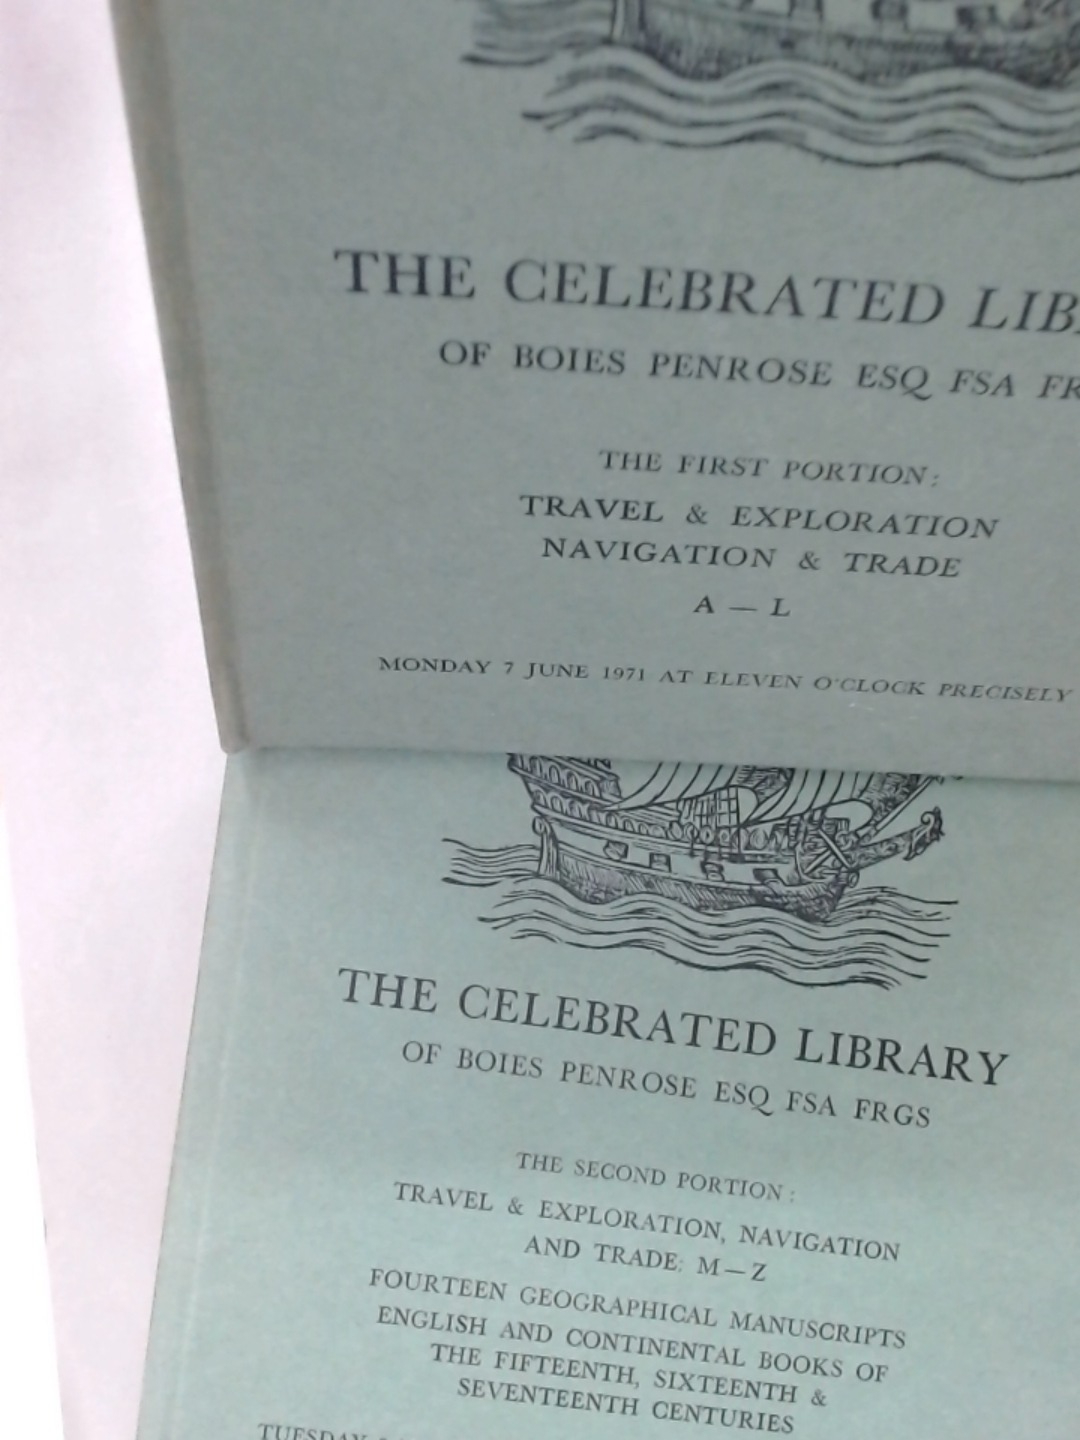 THE CELEBRATED LIB
OF BOIES PENROSE ESQ FSA FR
THE FIRST PORTION:
TRAVEL & EXPLORATION
NAVIGATION & TRADE
A — L
MONDAY 7 JUNE 1971 AT ELEVEN O'CLOCK PRECISELY
THE CELEBRATED LIBRARY
OF BOIES PENROSE ESQ FSA FRGS
THE SECOND PORTION:
TRAVEL & EXPLORATION, NAVIGATION
AND TRADE: M—Z
FOURTEEN GEOGRAPHICAL MANUSCRIPTS
ENGLISH AND CONTINENTAL BOOKS OF
THE FIFTEENTH, SIXTEENTH &
SEVENTEENTH CENTURIES
TUESDAY